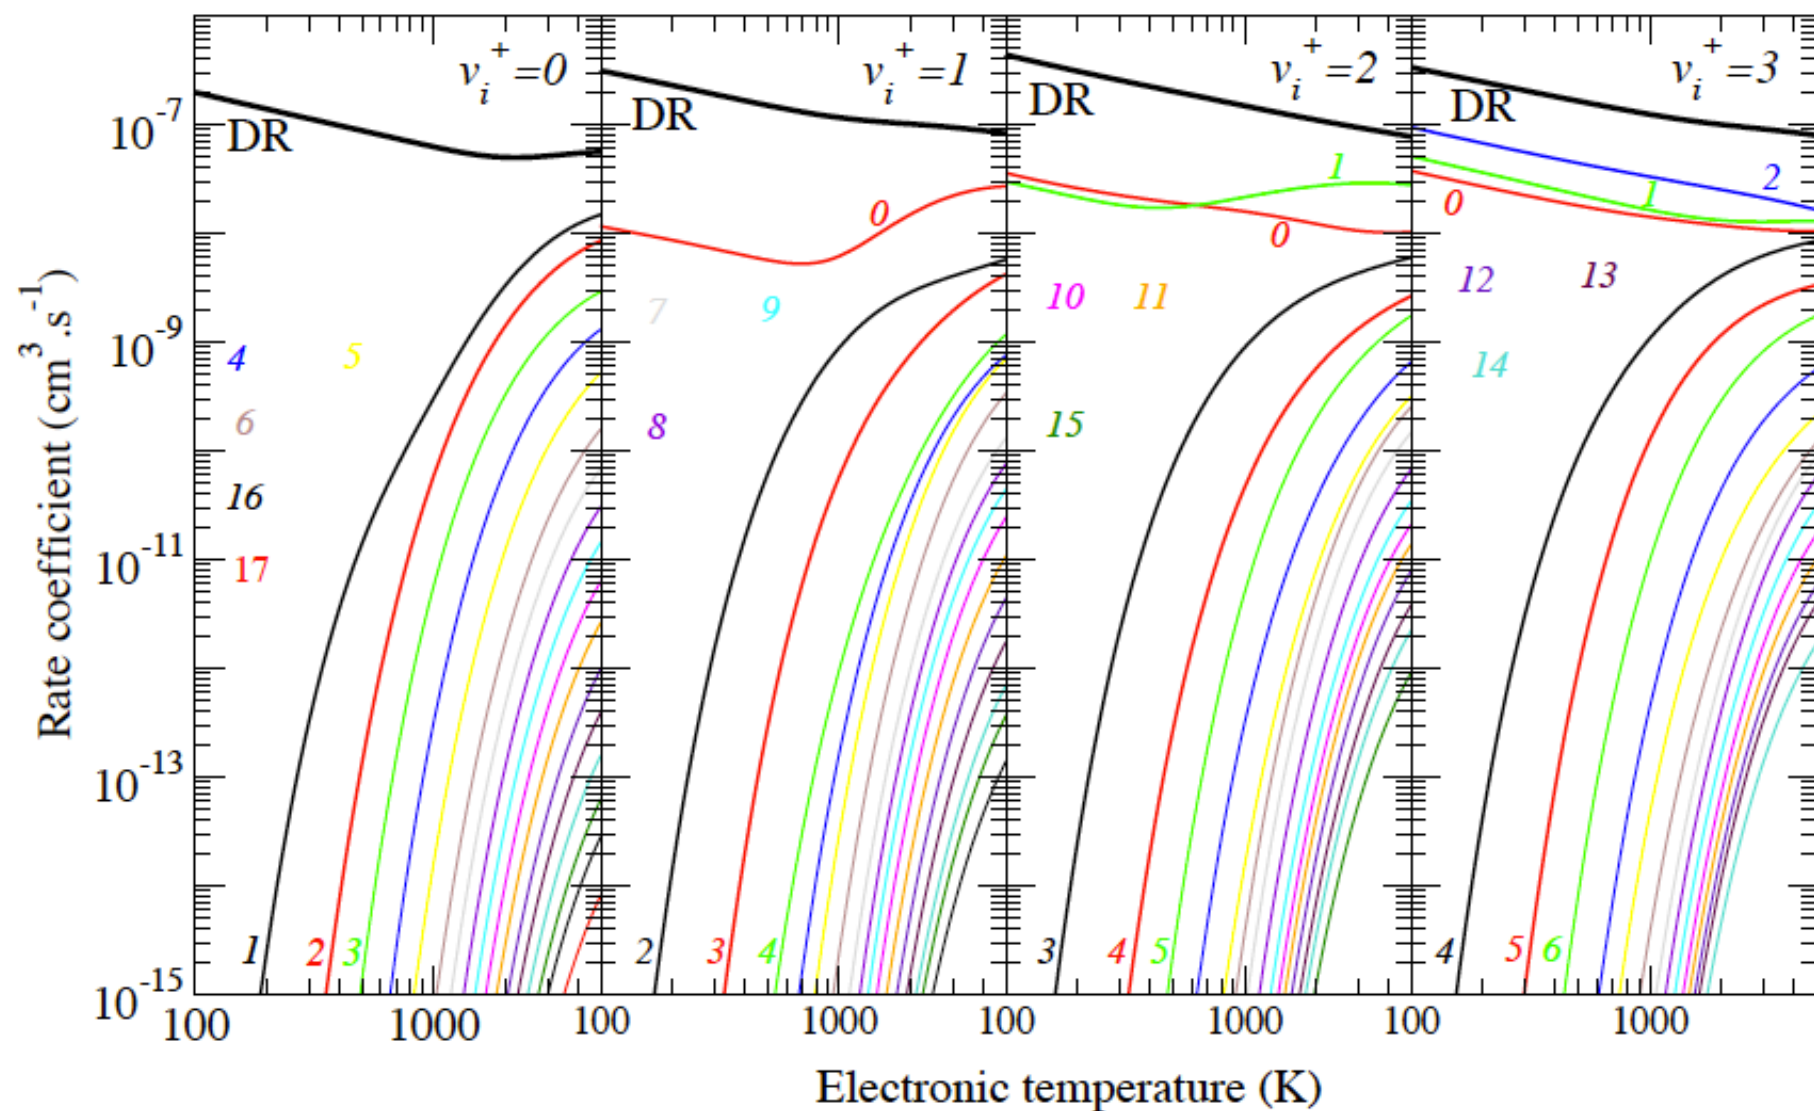 v_i^+=0 v_i^+=1 v_i^+=2 v_i^+=3
DR DR DR DR
10^-7
10^-9
10^-11
10^-13
10^-15
Rate coefficient (cm^3.s^-1)
4 5
6
16
17
1 2 3
0
7 9
8
2 3 4
1
0
10 11
15
3 4 5
2
1
0
12 13
14
4 5 6
100 1000 100 1000 100 1000 100 1000
Electronic temperature (K)